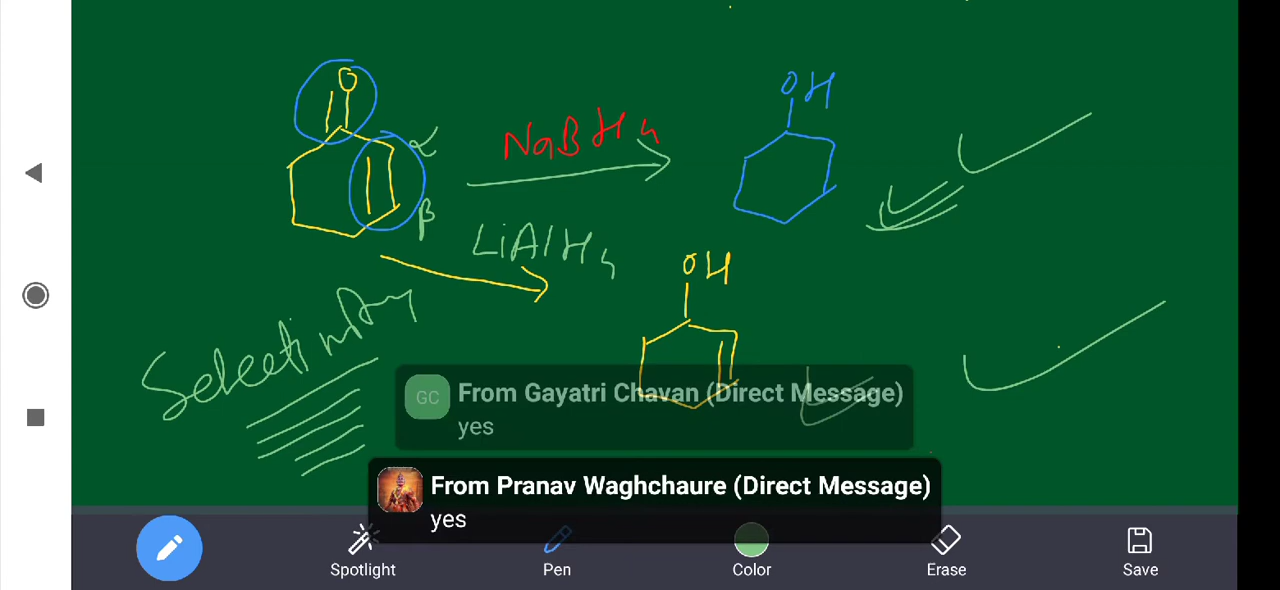 O
OH
α
NaBH4
β
LiAlH4
OH
Selectivity
GC From Gayatri Chavan (Direct Message)
yes
From Pranav Waghchaure (Direct Message)
yes
Spotlight Pen Color Erase Save